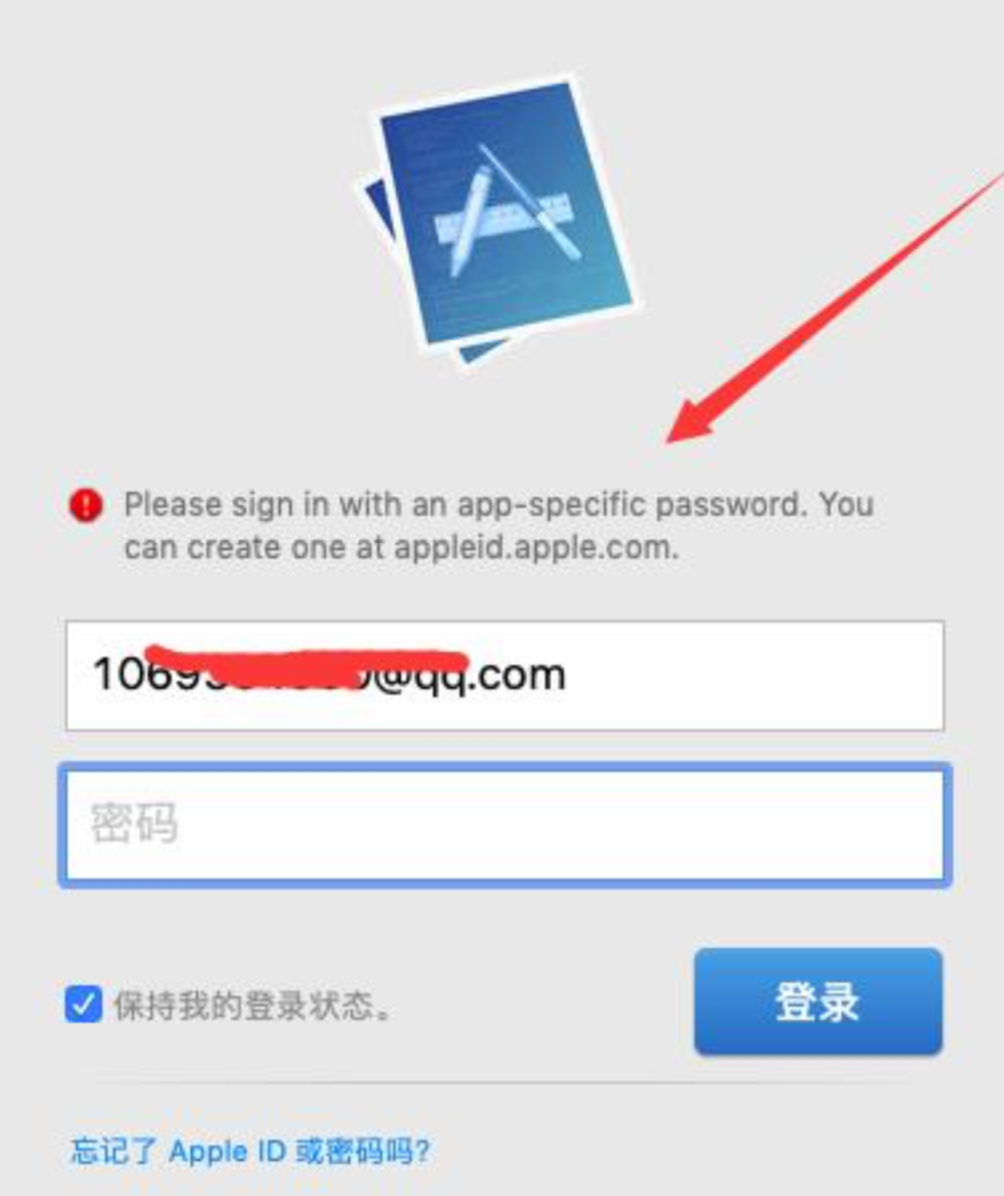 Please sign in with an app-specific password. You
can create one at appleid.apple.com.
@qq.com
密码
保持我的登录状态。
登录
忘记了 Apple ID 或密码吗?